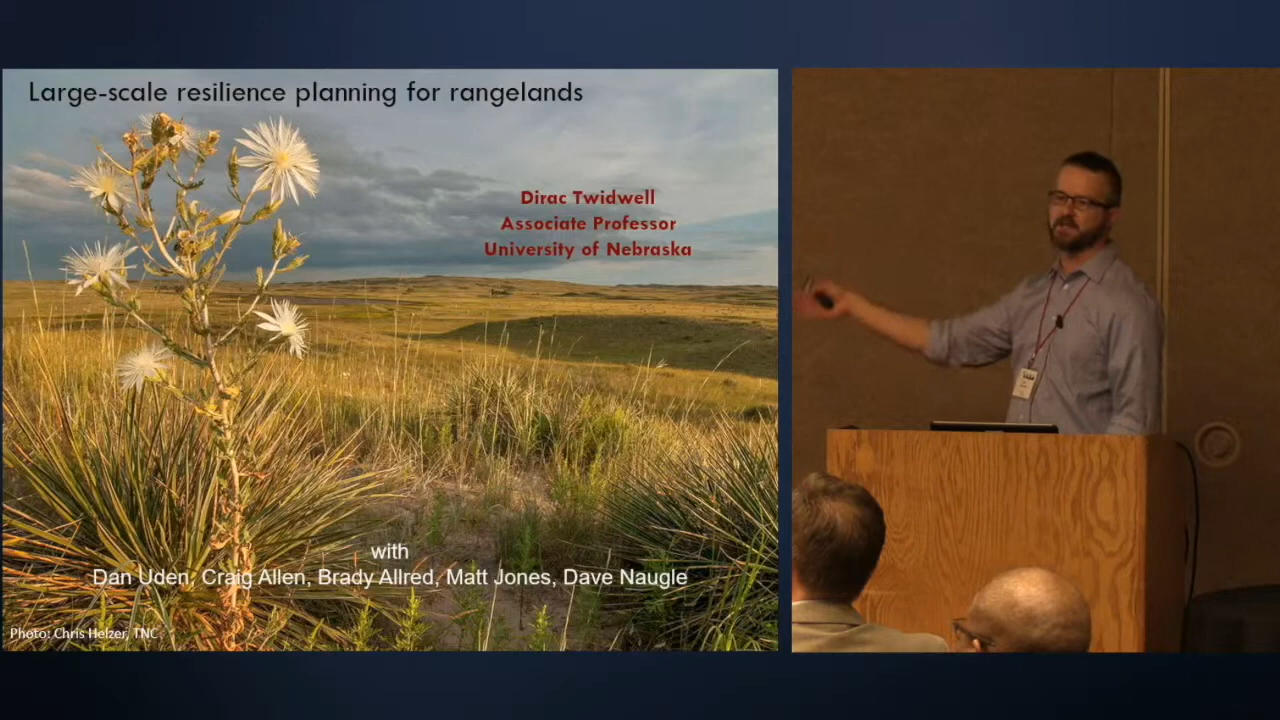 Large-scale resilience planning for rangelands
Dirac Twidwell
Associate Professor
University of Nebraska
with
Dan Uden, Craig Allen, Brady Allred, Matt Jones, Dave Naugle
Photo: Chris Helzer, TNC